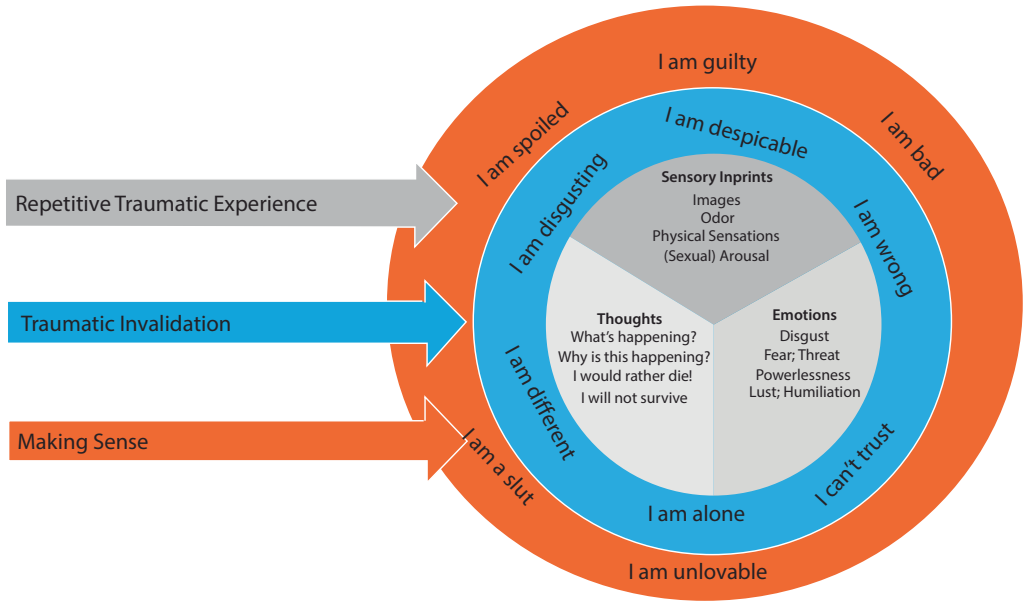 Repetitive Traumatic Experience
Traumatic Invalidation
Making Sense
I am guilty
I am spoiled
I am bad
I am a slut
I am unlovable
I am despicable
I am disgusting
I am wrong
I am different
I can't trust
I am alone
Sensory Inprints
Images
Odor
Physical Sensations
(Sexual) Arousal
Thoughts
What's happening?
Why is this happening?
I would rather die!
I will not survive
Emotions
Disgust
Fear; Threat
Powerlessness
Lust; Humiliation